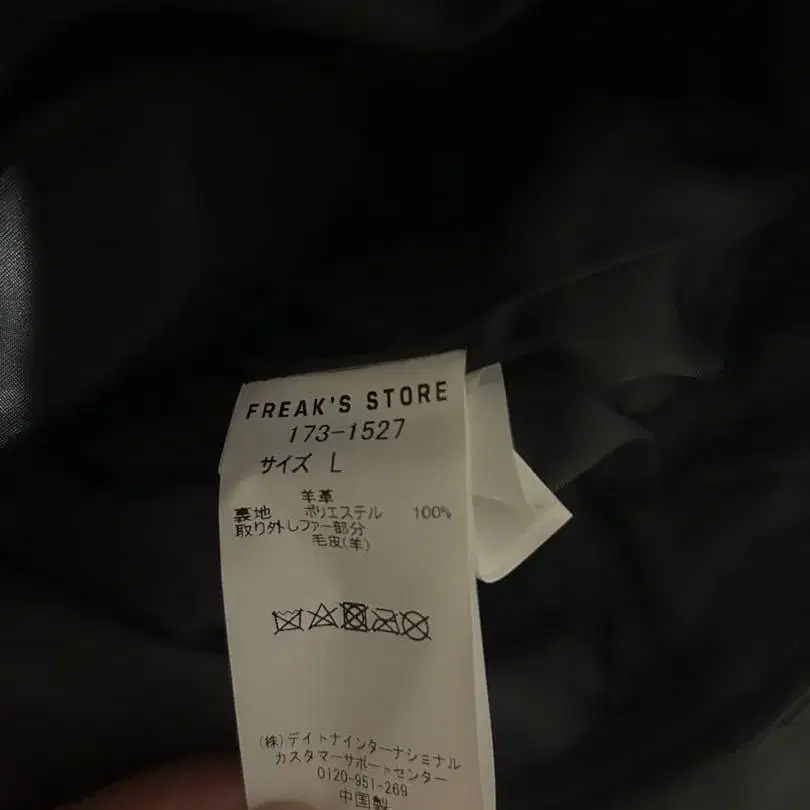 FREAK'S STORE
173-1527
サイズ L
羊革
裏地 ポリエステル 100%
取り外しファー部分
毛皮(羊)
(株)デイトナインターナショナル
カスタマーサポートセンター
0120-951-269
中国製